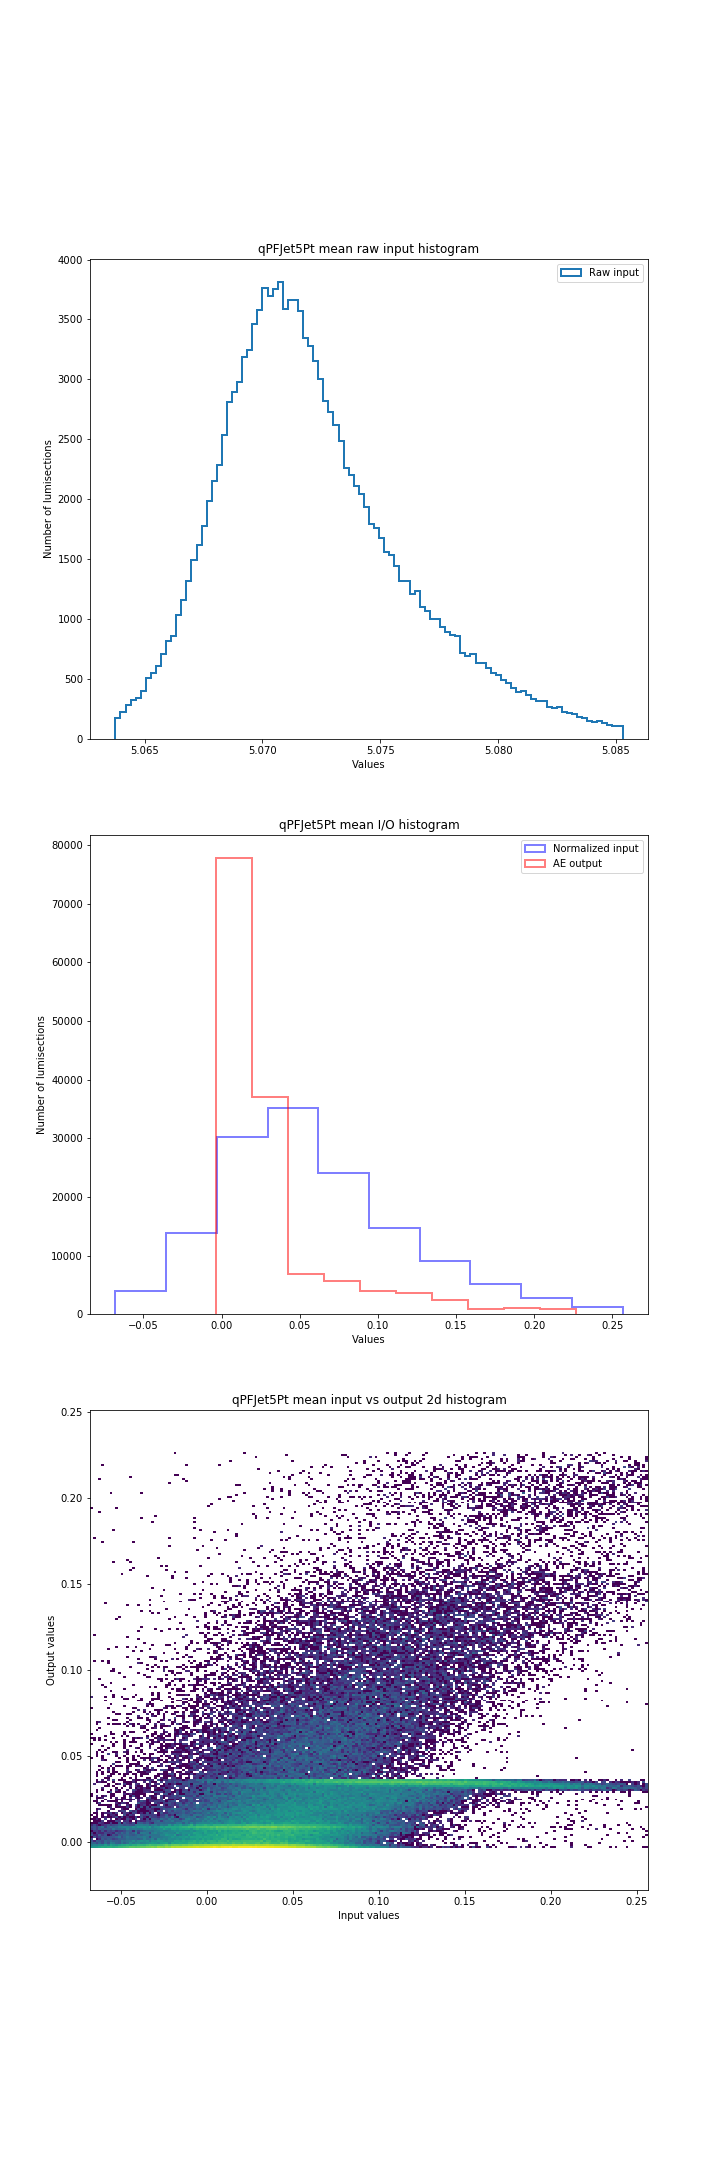 qPFJet5Pt mean raw input histogram
4000
3500
3000
2500
2000
1500
1000
500
0
Number of lumisections
Raw input
5.065 5.070 5.075 5.080 5.085
Values
qPFJet5Pt mean I/O histogram
80000
70000
60000
50000
40000
30000
20000
10000
0
Number of lumisections
Normalized input
AE output
−0.05 0.00 0.05 0.10 0.15 0.20 0.25
Values
qPFJet5Pt mean input vs output 2d histogram
0.25
0.20
0.15
0.10
0.05
0.00
Output values
−0.05 0.00 0.05 0.10 0.15 0.20 0.25
Input values